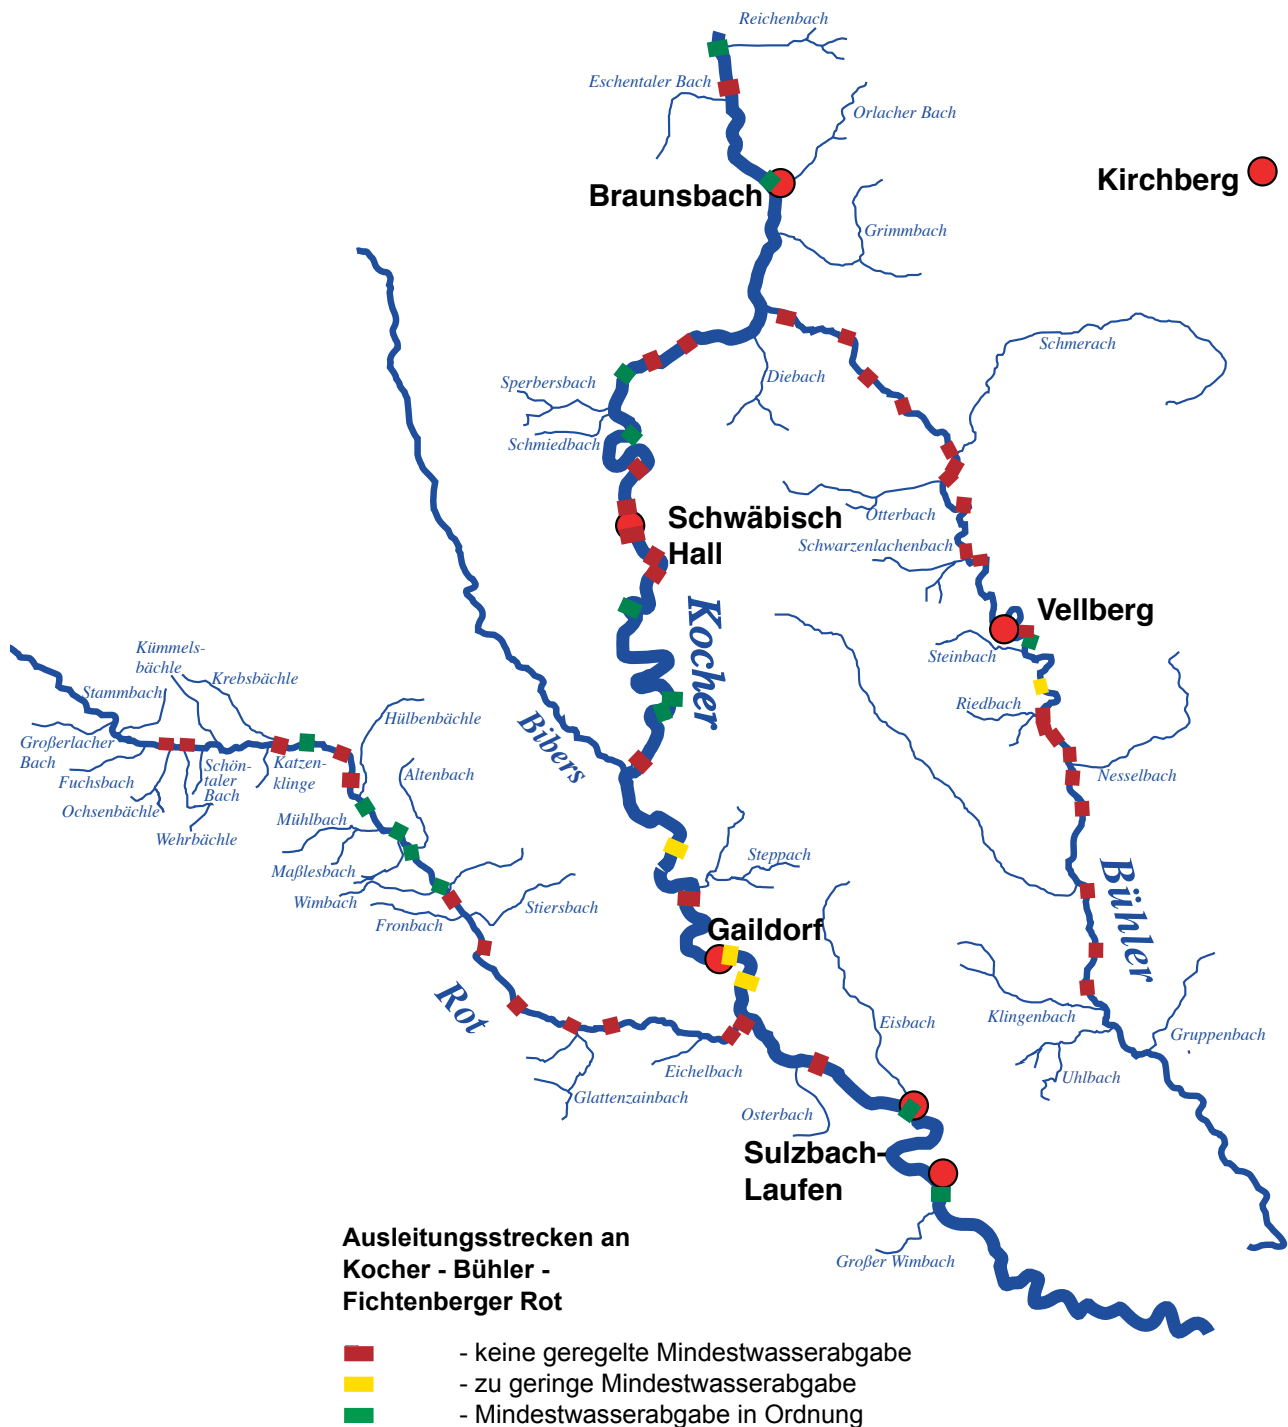 Reichenbach
Eschentaler Bach
Orlacher Bach
Kirchberg
Braunsbach
Grimmbach
Schmerach
Diebach
Sperbersbach
Schmiedbach
Otterbach
Schwäbisch
Hall
Schwarzenlachenbach
Kocher
Vellberg
Steinbach
Kümmels-
bächle
Krebsbächle
Stammbach
Hülbenbächle
Riedbach
Bibers
Großerlacher
Bach
Schön-
taler
Bach
Katzen-
klinge
Altenbach
Nesselbach
Fuchsbach
Ochsenbächle
Wehrbächle
Mühlbach
Maßlesbach
Steppach
Wimbach
Stiersbach
Fronbach
Bühler
Gaildorf
Rot
Eisbach
Klingenbach
Gruppenbach
Eichelbach
Uhlbach
Glattenzainbach
Osterbach
Sulzbach-
Laufen
Großer Wimbach
Ausleitungsstrecken an
Kocher - Bühler -
Fichtenberger Rot
- keine geregelte Mindestwasserabgabe
- zu geringe Mindestwasserabgabe
- Mindestwasserabgabe in Ordnung